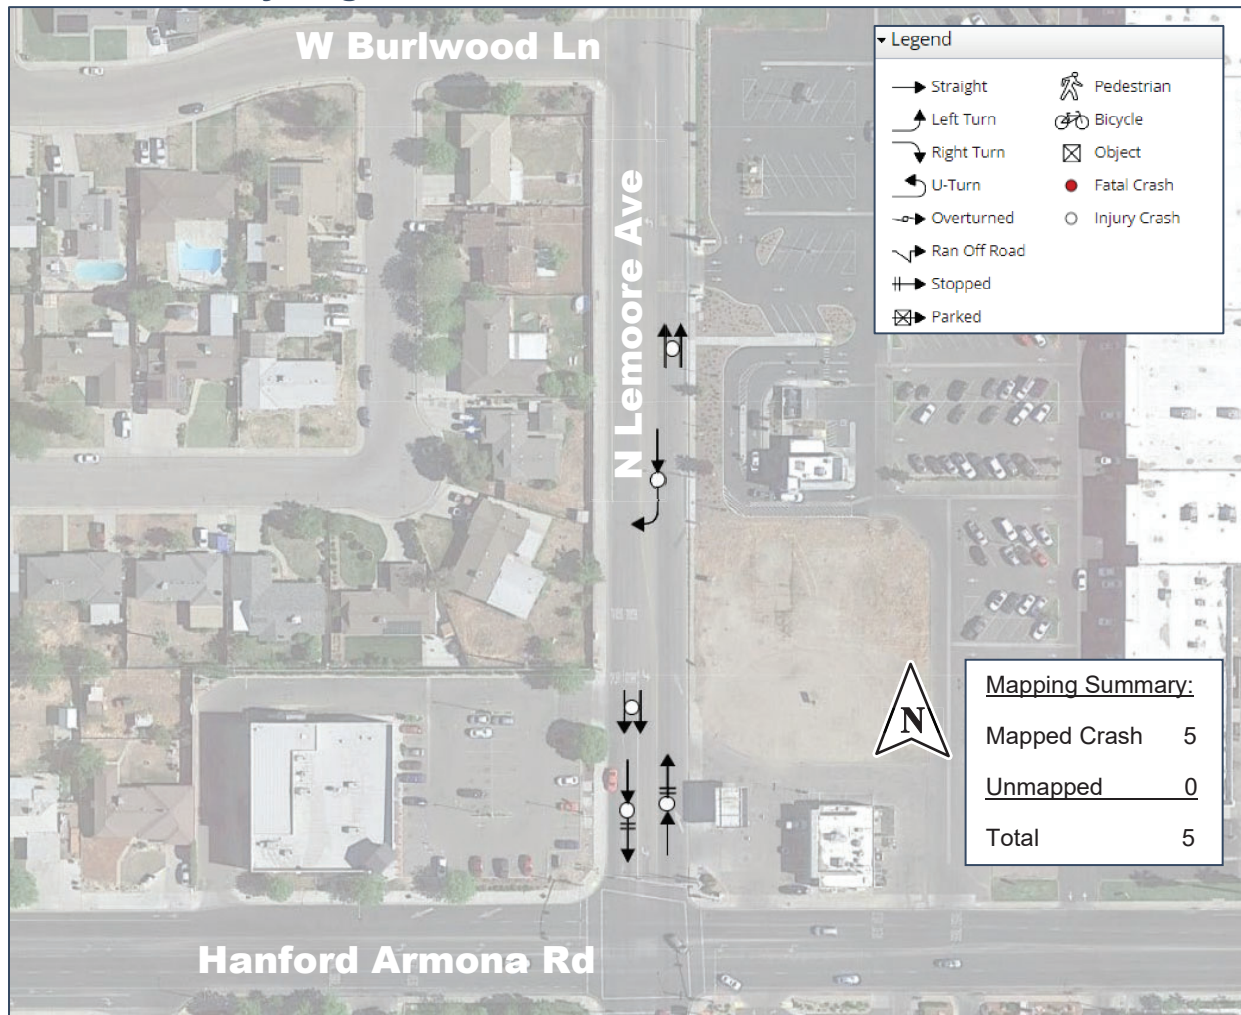 W Burlwood Ln
N Lemoore Ave
Legend
Straight
Pedestrian
Left Turn
Bicycle
Right Turn
Object
U-Turn
Fatal Crash
Overturned
Injury Crash
Ran Off Road
Stopped
Parked
N
Mapping Summary:
Mapped Crash 5
Unmapped 0
Total 5
Hanford Armona Rd